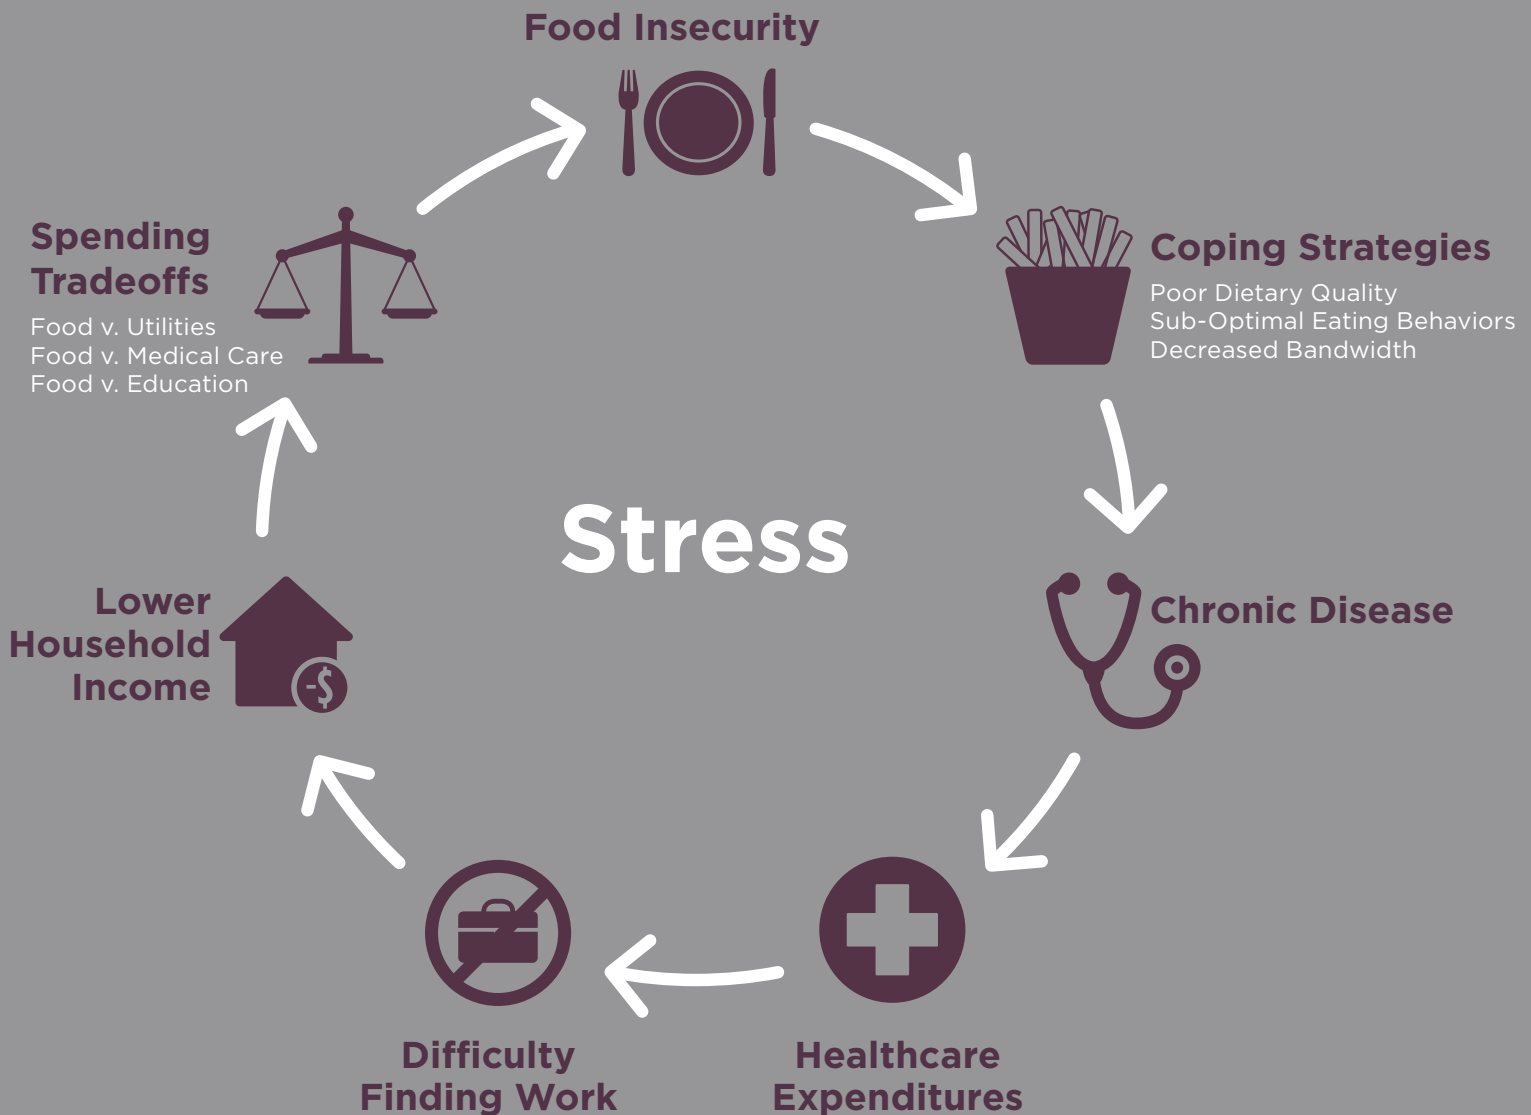 Food Insecurity
Coping Strategies
Poor Dietary Quality
Sub-Optimal Eating Behaviors
Decreased Bandwidth
Chronic Disease
Healthcare
Expenditures
Difficulty
Finding Work
Lower
Household
Income
-$
Spending
Tradeoffs
Food v. Utilities
Food v. Medical Care
Food v. Education
Stress